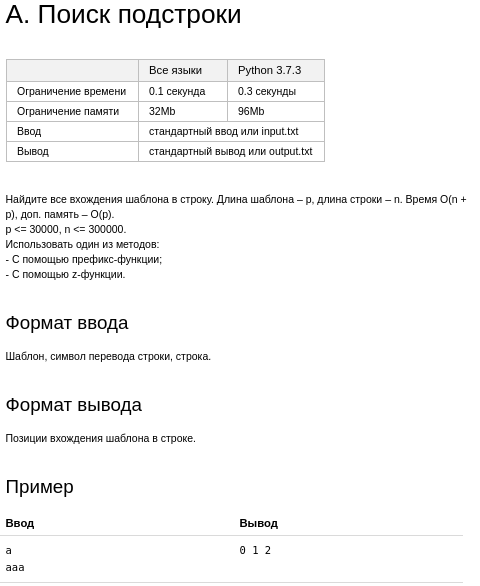 А. Поиск подстроки
Все языки Python 3.7.3
Ограничение времени 0.1 секунда 0.3 секунды
Ограничение памяти 32Mb 96Mb
Ввод стандартный ввод или input.txt
Вывод стандартный вывод или output.txt
Найдите все вхождения шаблона в строку. Длина шаблона – p, длина строки – n. Время O(n +
p), доп. память – O(p).
p <= 30000, n <= 300000.
Использовать один из методов:
- С помощью префикс-функции;
- С помощью z-функции.
Формат ввода
Шаблон, символ перевода строки, строка.
Формат вывода
Позиции вхождения шаблона в строке.
Пример
Ввод Вывод
a 0 1 2
aaa